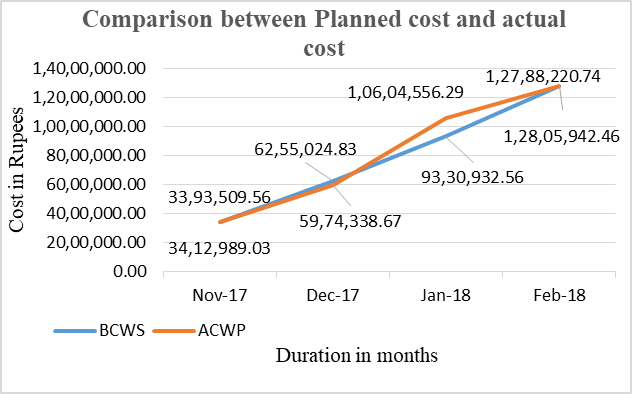 Comparison between Planned cost and actual
cost
Cost in Rupees
1,40,00,000.00
1,20,00,000.00
1,00,00,000.00
80,00,000.00
60,00,000.00
40,00,000.00
20,00,000.00
0.00
33,93,509.56
34,12,989.03
62,55,024.83
59,74,338.67
1,06,04,556.29
93,30,932.56
1,27,88,220.74
1,28,05,942.46
Nov-17 Dec-17 Jan-18 Feb-18
BCWS ACWP
Duration in months